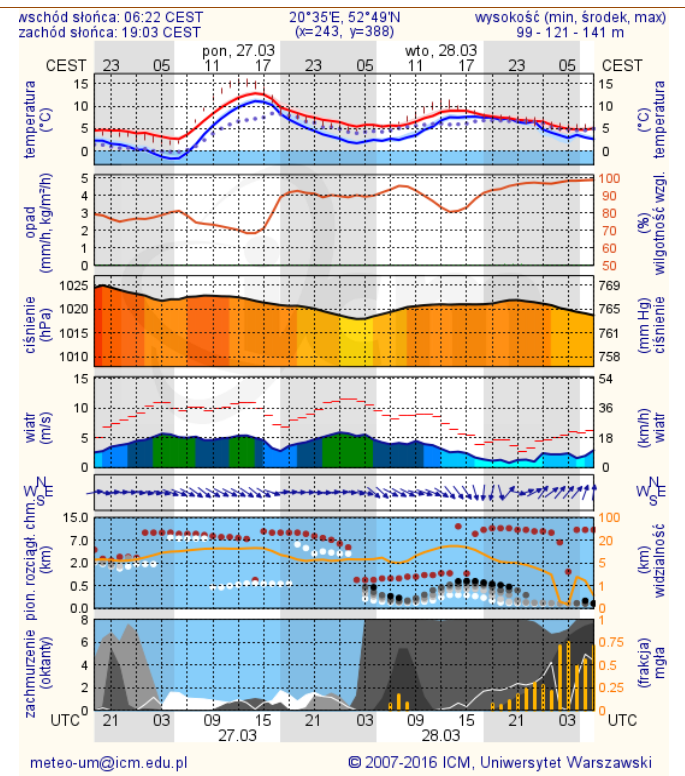 wschód słońca: 06:22 CEST 20°35'E, 52°49'N wysokość (min, środek, max)
zachód słońca: 19:03 CEST (x=243, y=388) 99 - 121 - 141 m
pon, 27.03 wto, 28.03
CEST 23 05 11 17 23 05 11 17 23 05 CEST
temperatura (°C) 15 10 5 0 15 10 5 0 temperatura (°C)
opad (mm/h, kg/m²/h) 5 4 3 2 1 0 100 90 80 70 60 50 (%) wilgotność wzgl.
ciśnienie (hPa) 1025 1020 1015 1010 769 765 761 758 (mm Hg) ciśnienie
wiatr (m/s) 15 10 5 0 54 36 18 0 (km/h) wiatr
N W E S N W E S
pion. rozciągł. chm. (km) 15.0 7.0 2.0 0.5 0.0 100 20 5 1 0 (km) widzialność
zachmurzenie (oktanty) 8 6 4 2 0 1 0.75 0.5 0.25 0 (frakcja) mgła
UTC 21 03 09 15 21 03 09 15 21 03 UTC
27.03 28.03
meteo-um@icm.edu.pl © 2007-2016 ICM, Uniwersytet Warszawski